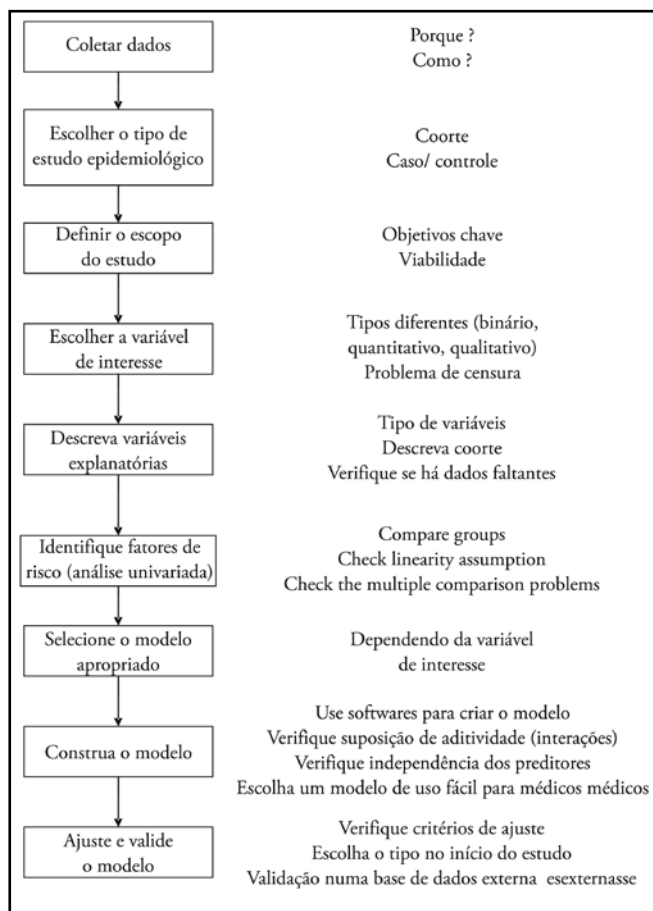 Coletar dados
Porque ?
Como ?
Escolher o tipo de
estudo epidemiológico
Coorte
Caso/ controle
Definir o escopo
do estudo
Objetivos chave
Viabilidade
Escolher a variável
de interesse
Tipos diferentes (binário,
quantitativo, qualitativo)
Problema de censura
Descreva variáveis
explanatórias
Tipo de variáveis
Descreva coorte
Verifique se há dados faltantes
Identifique fatores de
risco (análise univariada)
Compare groups
Check linearity assumption
Check the multiple comparison problems
Selecione o modelo
apropriado
Dependendo da variável
de interesse
Construa o modelo
Use softwares para criar o modelo
Verifique suposição de aditividade (interações)
Verifique independência dos preditores
Escolha um modelo de uso fácil para médicos médicos
Ajuste e valide
o modelo
Verifique critérios de ajuste
Escolha o tipo no início do estudo
Validação numa base de dados externa esexternasse